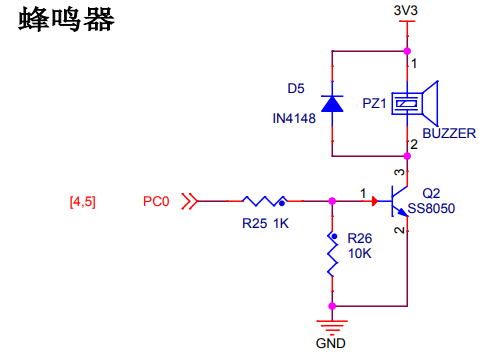 蜂鸣器
3V3
1
D5
PZ1
IN4148
BUZZER
2
3
[4,5]
PC0
1
Q2
SS8050
R25 1K
2
R26
10K
GND